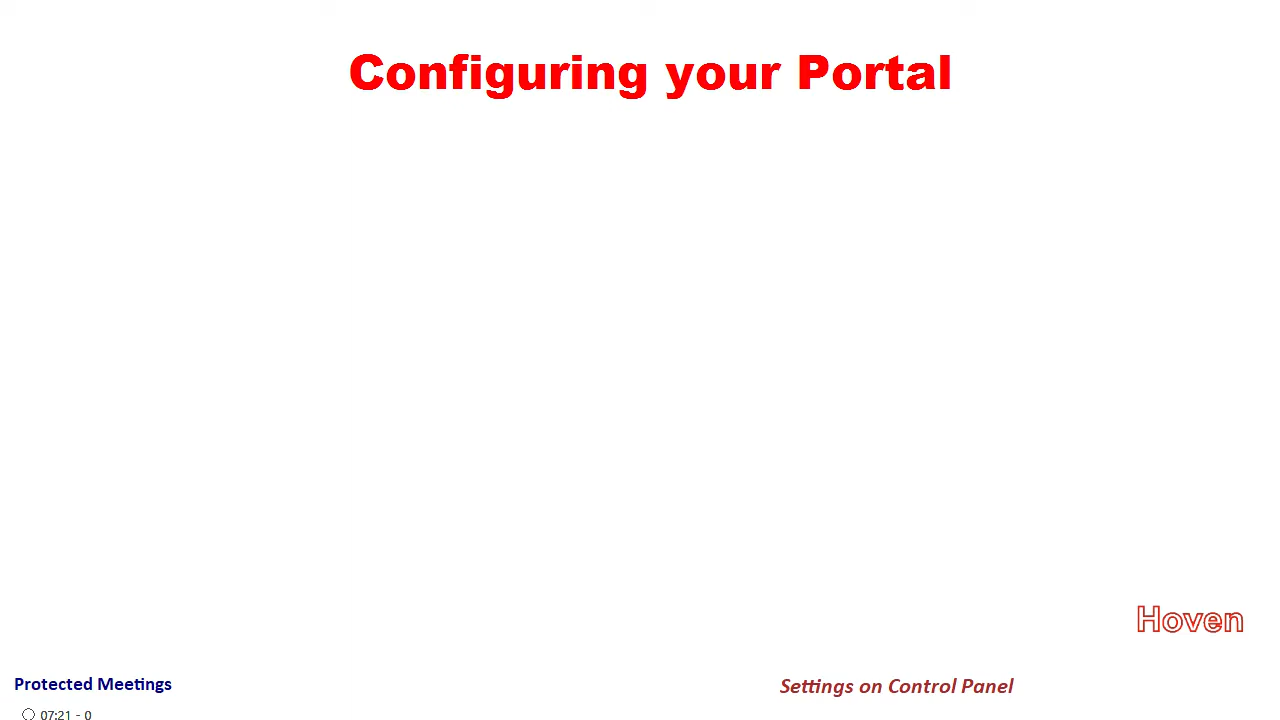 Configuring your Portal
Hoven
Protected Meetings
Settings on Control Panel
07:21 - 0